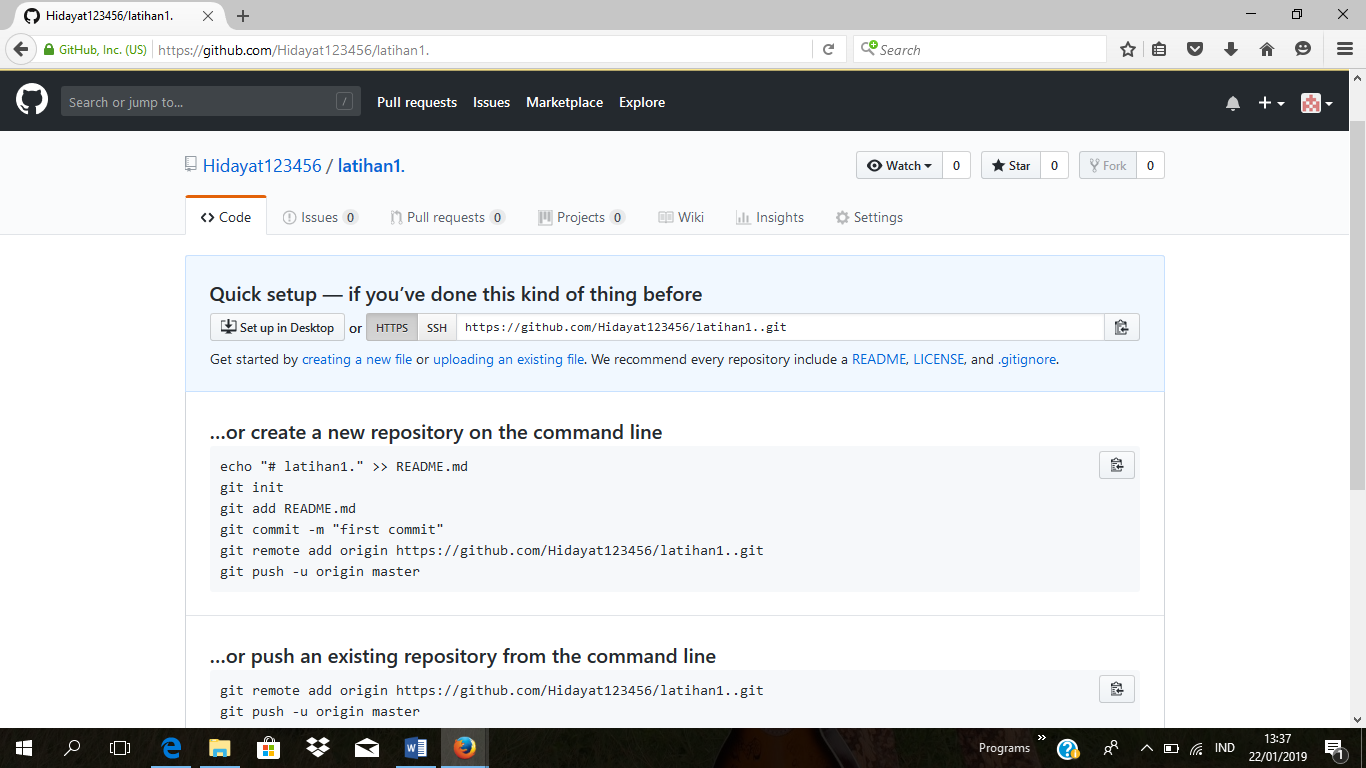 Hidayat123456/latihan1.
GitHub, Inc. (US)
https://github.com/Hidayat123456/latihan1.
Search
Search or jump to...
/
Pull requests
Issues
Marketplace
Explore
Hidayat123456 / latihan1.
Watch 0
Star 0
Fork 0
Code
Issues 0
Pull requests 0
Projects 0
Wiki
Insights
Settings
Quick setup — if you’ve done this kind of thing before
Set up in Desktop or HTTPS SSH https://github.com/Hidayat123456/latihan1..git
Get started by creating a new file or uploading an existing file. We recommend every repository include a README, LICENSE, and .gitignore.
…or create a new repository on the command line
echo "# latihan1." >> README.md
git init
git add README.md
git commit -m "first commit"
git remote add origin https://github.com/Hidayat123456/latihan1..git
git push -u origin master
…or push an existing repository from the command line
git remote add origin https://github.com/Hidayat123456/latihan1..git
git push -u origin master
Programs
IND
13:37
22/01/2019
1